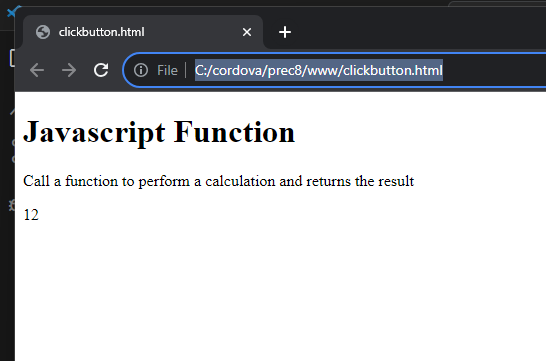 clickbutton.html
File
C:/cordova/prec8/www/clickbutton.html
Javascript Function
Call a function to perform a calculation and returns the result
12